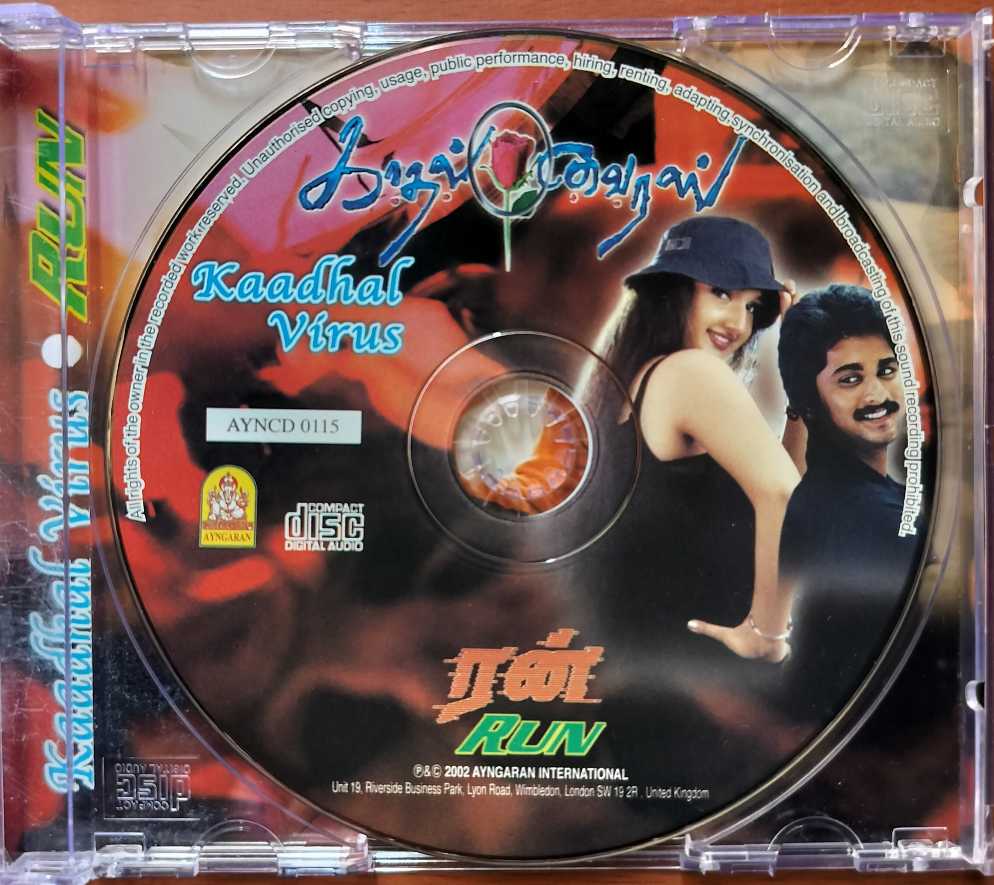 Kaadhal Virus • RUN
All rights of the owner in the recorded work reserved. Unauthorised copying, usage, public performance, hiring, renting, adapting, synchronisation and broadcasting of this sound recording prohibited.
காதல் வைரஸ்
Kaadhal
Virus
AYNCD 0115
AYNGARAN
COMPACT
disc
DIGITAL AUDIO
ரன்
RUN
℗&© 2002 AYNGARAN INTERNATIONAL
Unit 19, Riverside Business Park, Lyon Road, Wimbledon, London SW 19 2R . United Kingdom
COMPACT
disc
DIGITAL AUDIO